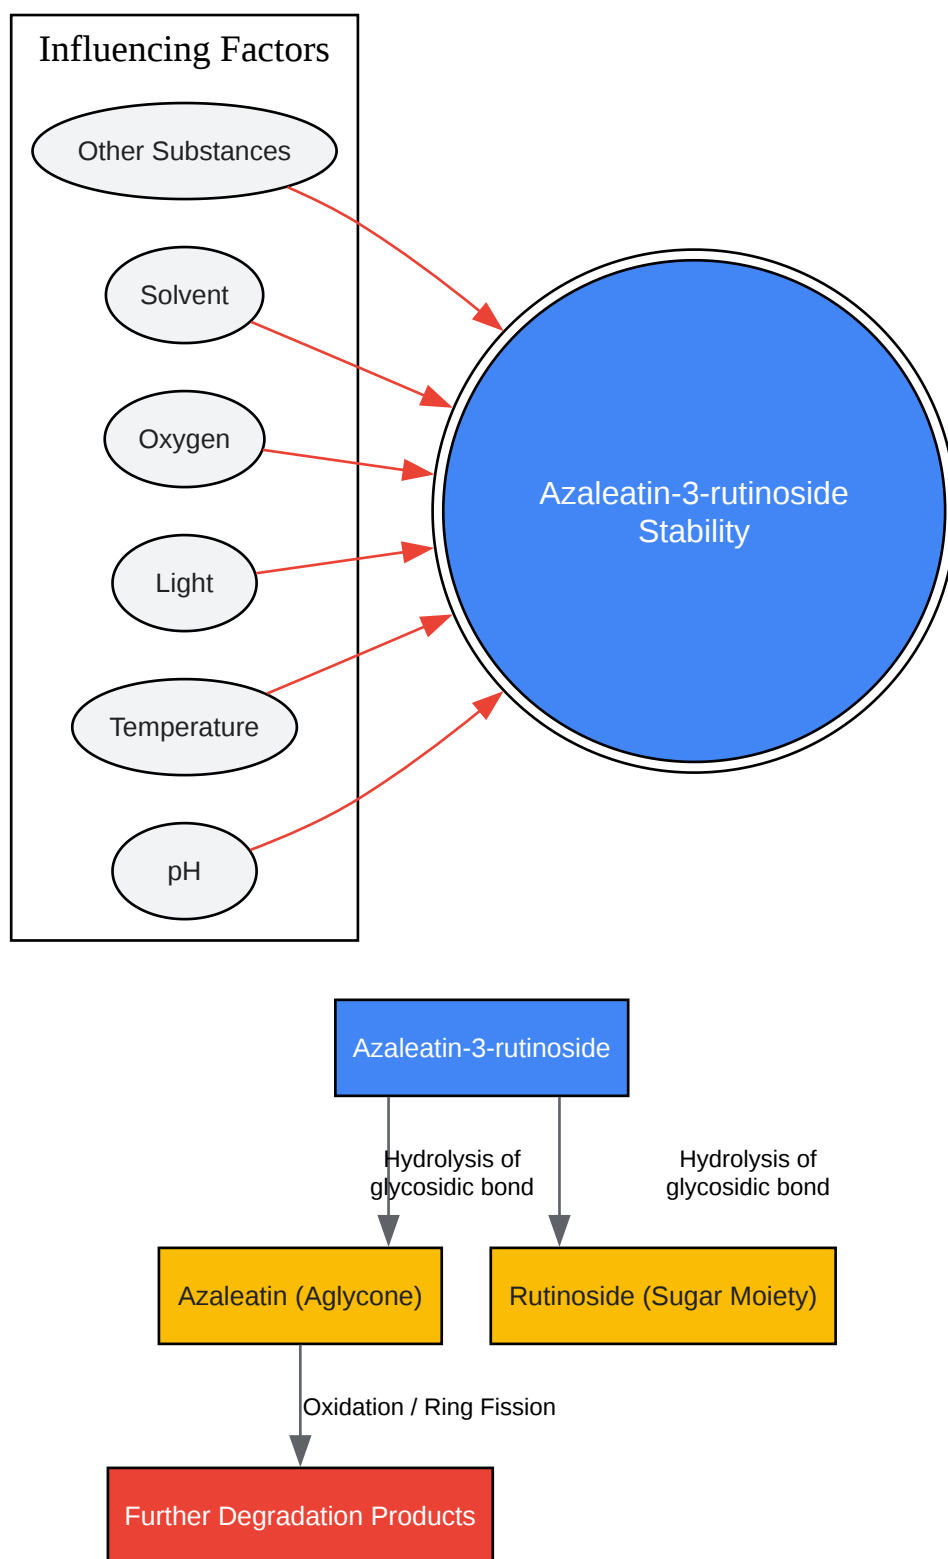 Influencing Factors
Other Substances
Solvent
Oxygen
Light
Temperature
pH
Azaleatin-3-rutinoside
Stability
Azaleatin-3-rutinoside
Hydrolysis of
glycosidic bond
Hydrolysis of
glycosidic bond
Azaleatin (Aglycone)
Rutinoside (Sugar Moiety)
Oxidation / Ring Fission
Further Degradation Products